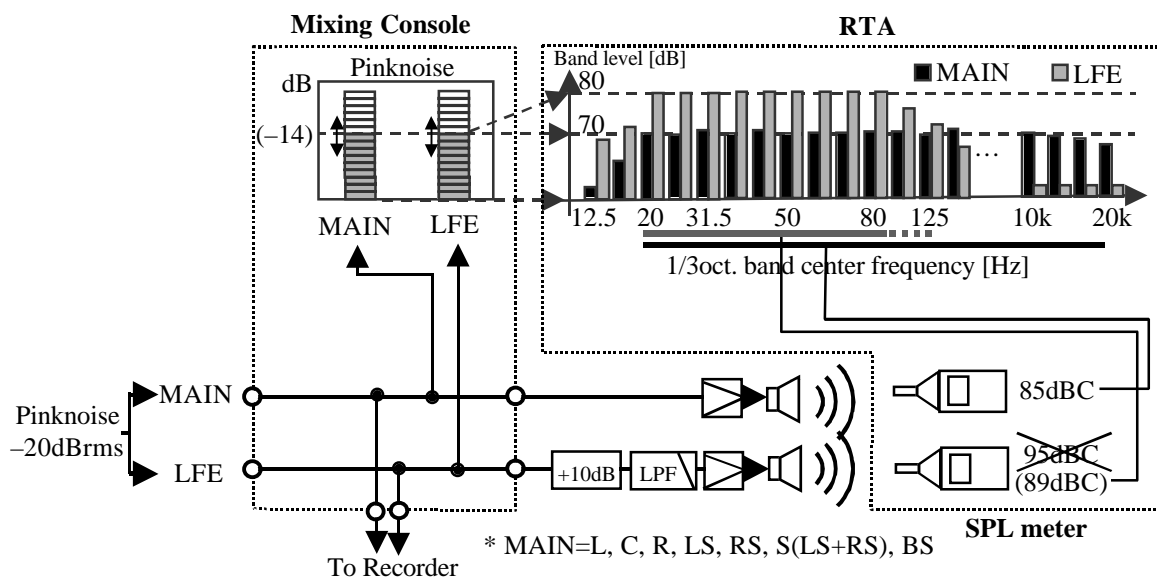 Mixing Console
RTA
Pinknoise
dB
(–14)
MAIN
LFE
Band level [dB]
80
70
MAIN
LFE
...
12.5
20
31.5
50
80
125
10k
20k
1/3oct. band center frequency [Hz]
Pinknoise
–20dBrms
MAIN
LFE
+10dB
LPF
85dBC
95dBC
(89dBC)
SPL meter
To Recorder
* MAIN=L, C, R, LS, RS, S(LS+RS), BS